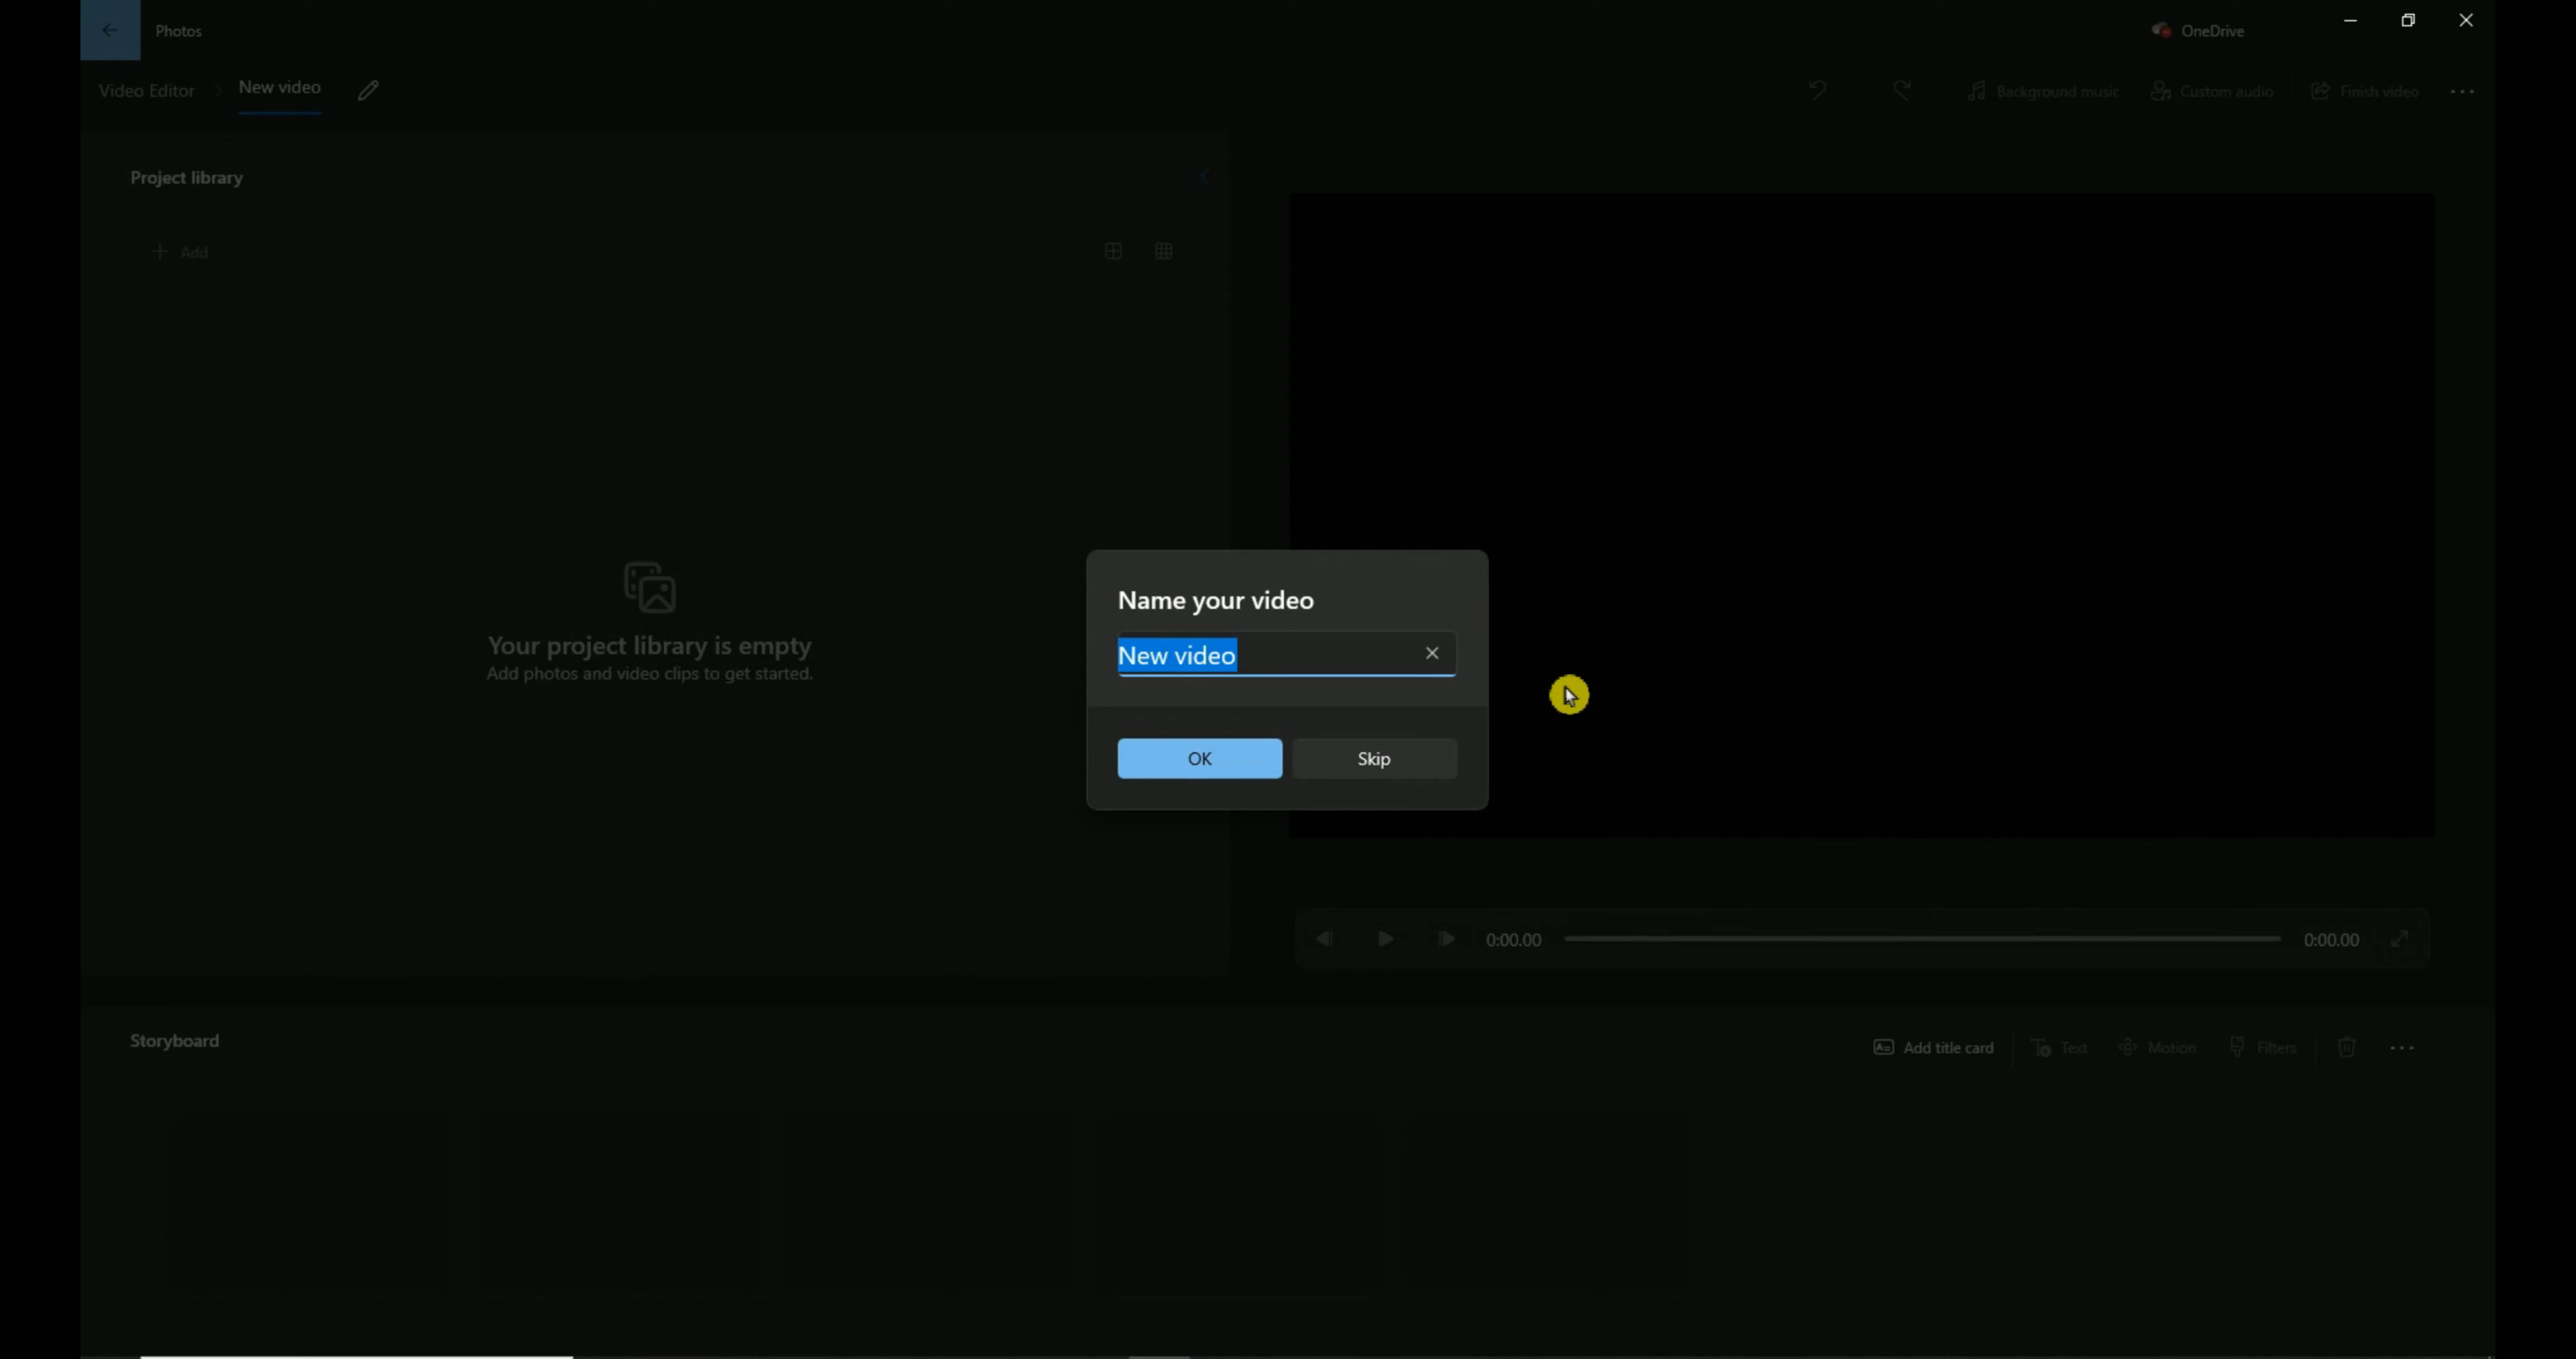 Photos
OneDrive
Video Editor > New video
Background music
Custom audio
Finish video
Project library
Add
Your project library is empty
Add photos and video clips to get started.
Name your video
New video
OK
Skip
0:00.00
0:00.00
Storyboard
Add title card
Text
Motion
Filters